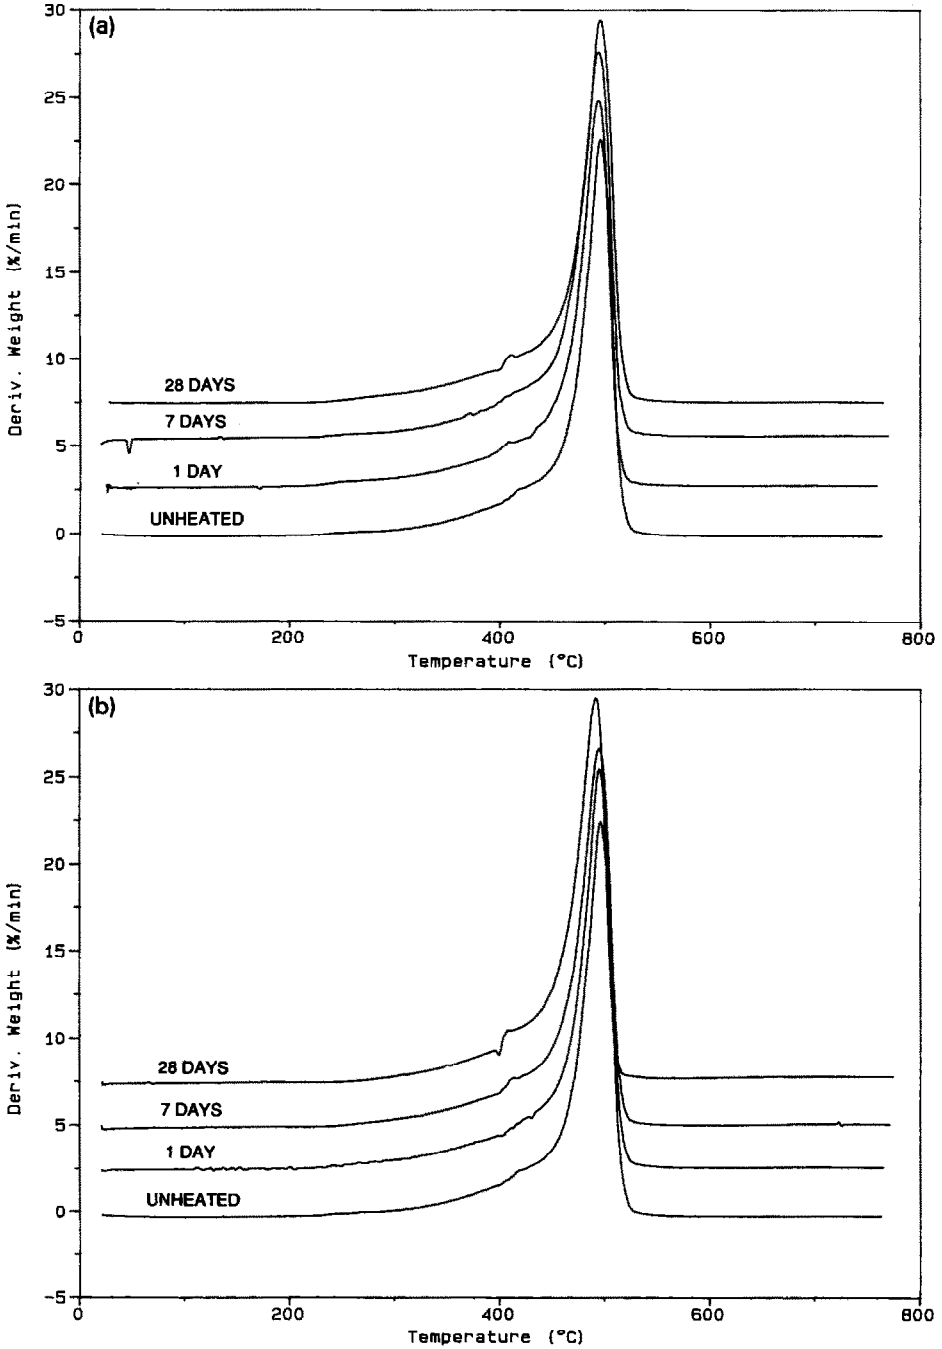 (a)
30
25
20
15
10
5
0
-5
Deriv. Weight (%/min)
28 DAYS
7 DAYS
1 DAY
UNHEATED
0 200 400 600 800
Temperature (°C)
(b)
30
25
20
15
10
5
0
-5
Deriv. Weight (%/min)
28 DAYS
7 DAYS
1 DAY
UNHEATED
0 200 400 600 800
Temperature (°C)